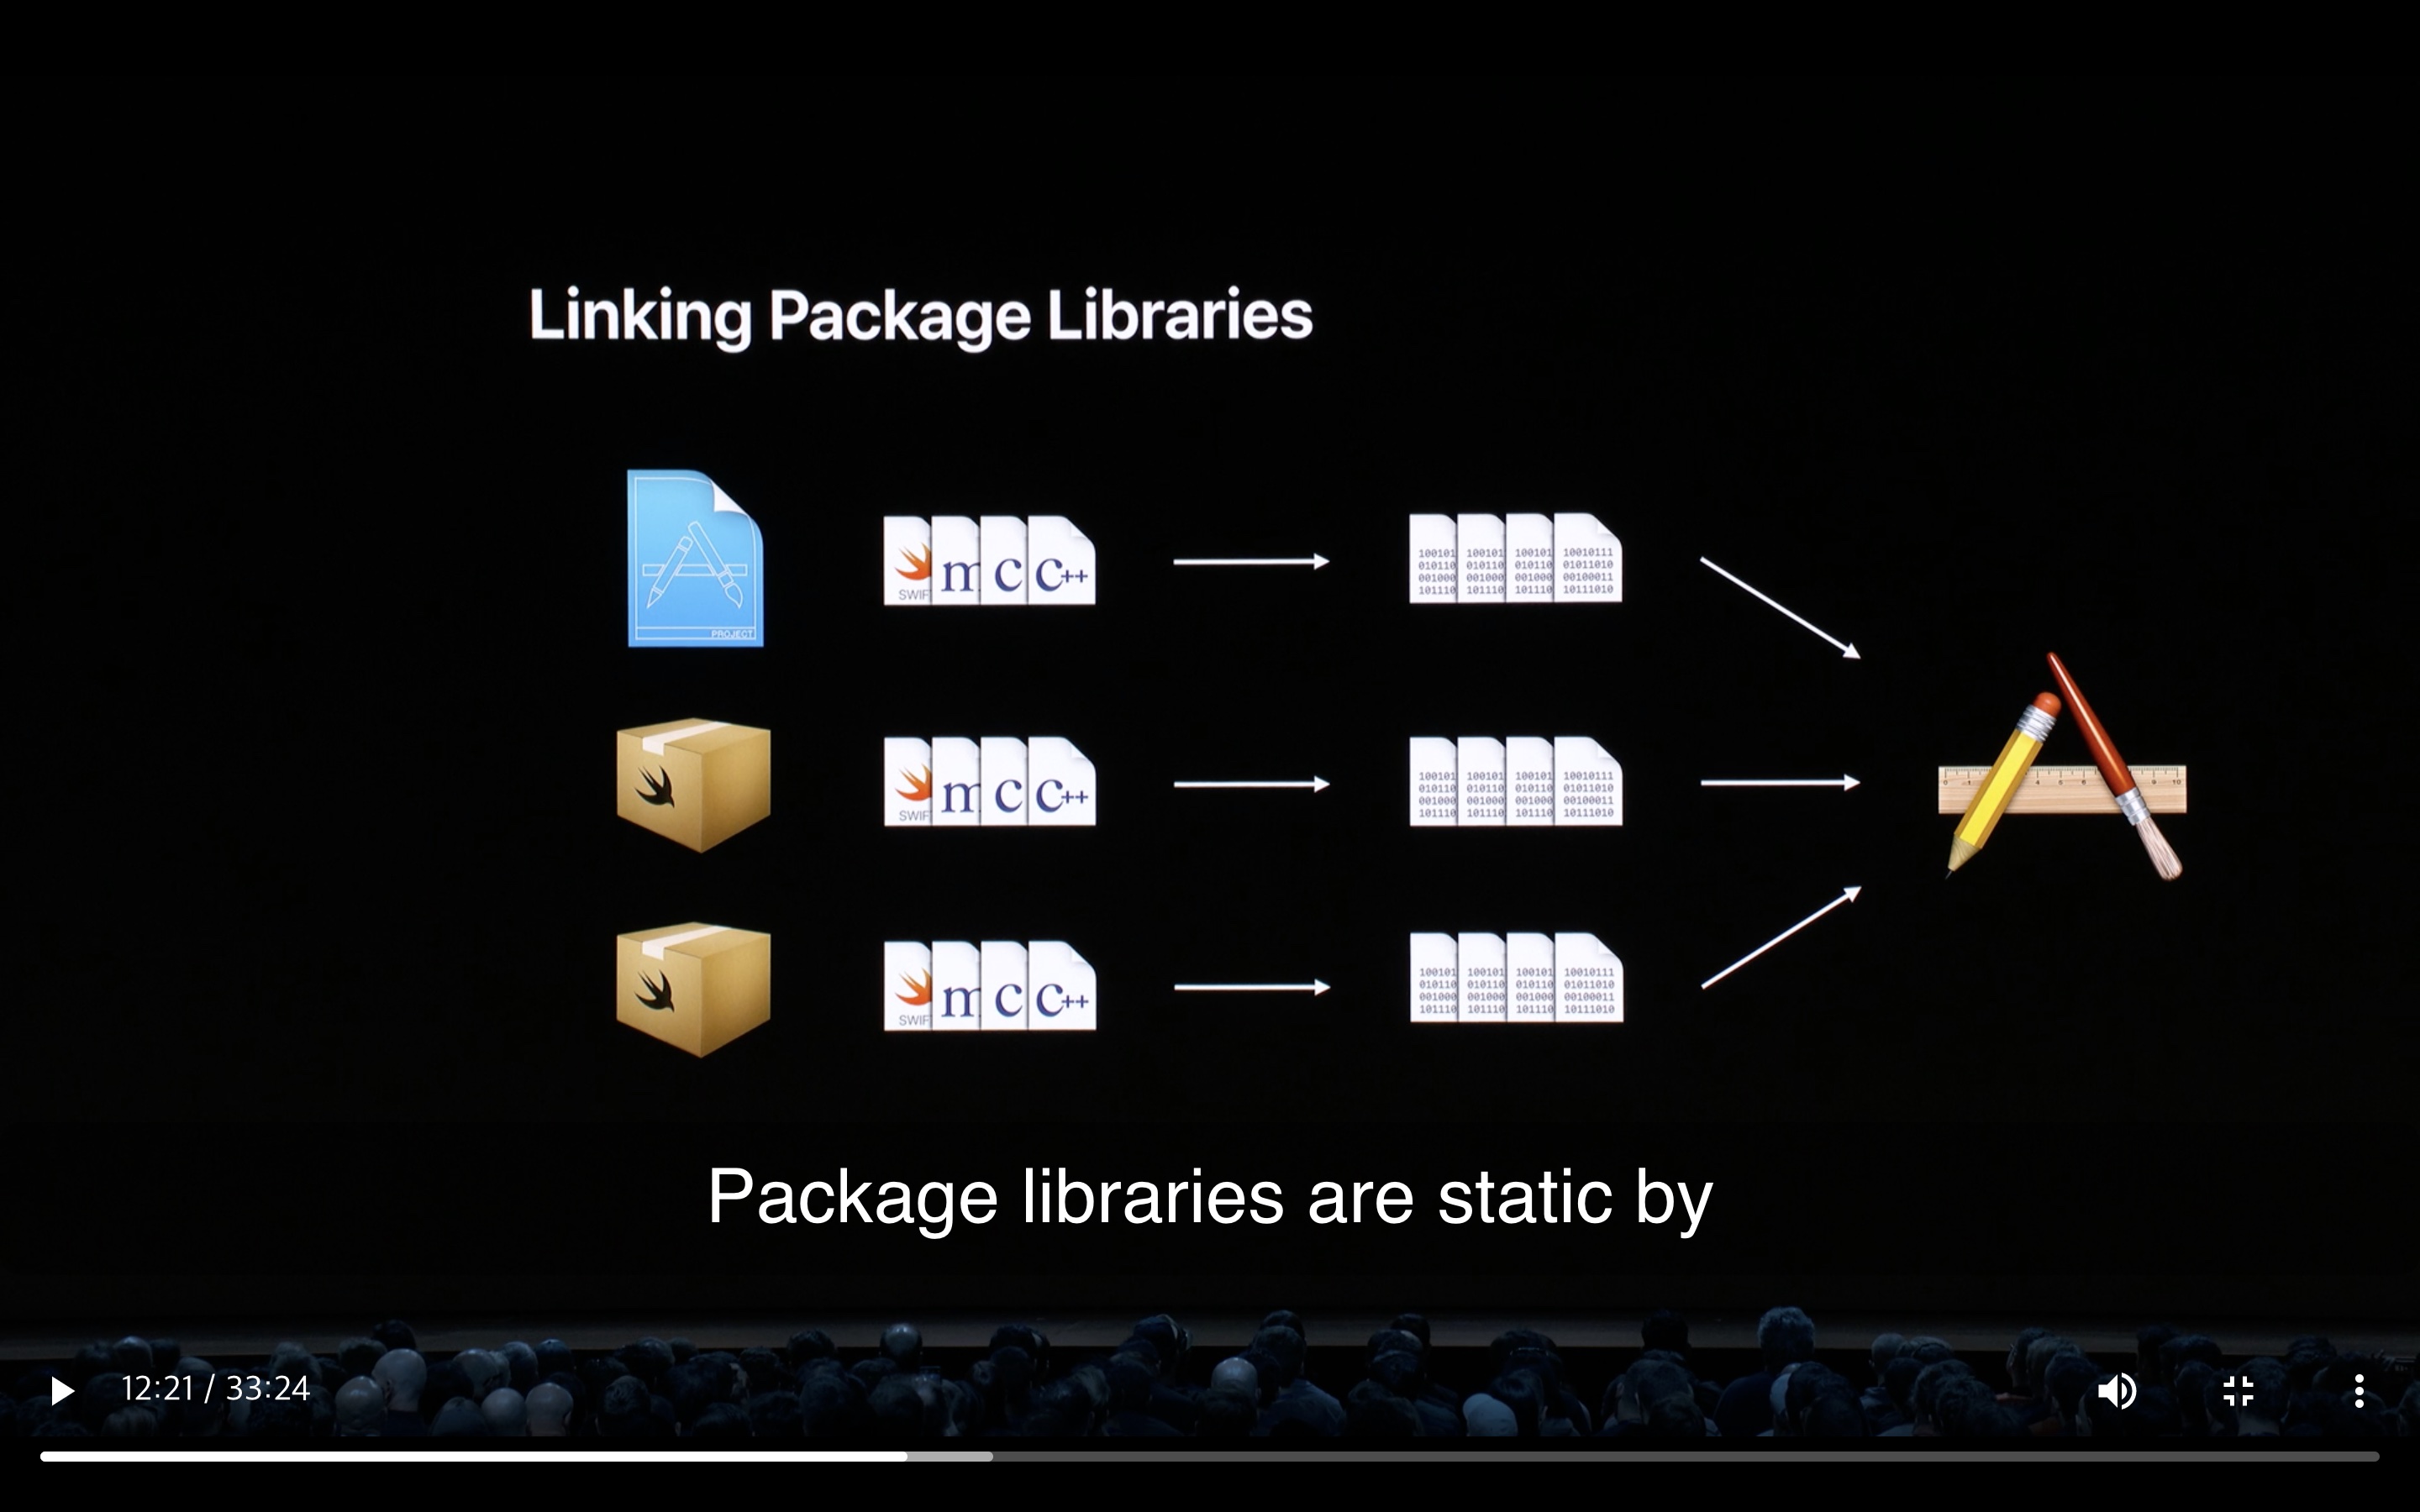 Linking Package Libraries
PROJECT
SWIF m c c++
100101 100101 100101 10010111
010110 010110 010110 01011010
001000 001000 001000 00100011
101110 101110 101110 10111010
SWIF m c c++
100101 100101 100101 10010111
010110 010110 010110 01011010
001000 001000 001000 00100011
101110 101110 101110 10111010
SWIF m c c++
100101 100101 100101 10010111
010110 010110 010110 01011010
001000 001000 001000 00100011
101110 101110 101110 10111010
Package libraries are static by
12:21 / 33:24